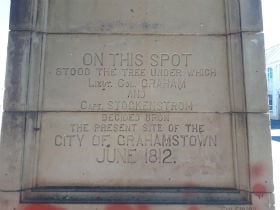 ON THIS SPOT
STOOD THE TREE UNDER WHICH
LIEUT. COL. GRAHAM
AND
CAPT. STOCKENSTROM
DECIDED UPON
THE PRESENT SITE OF THE
CITY OF GRAHAMSTOWN
JUNE 1812.